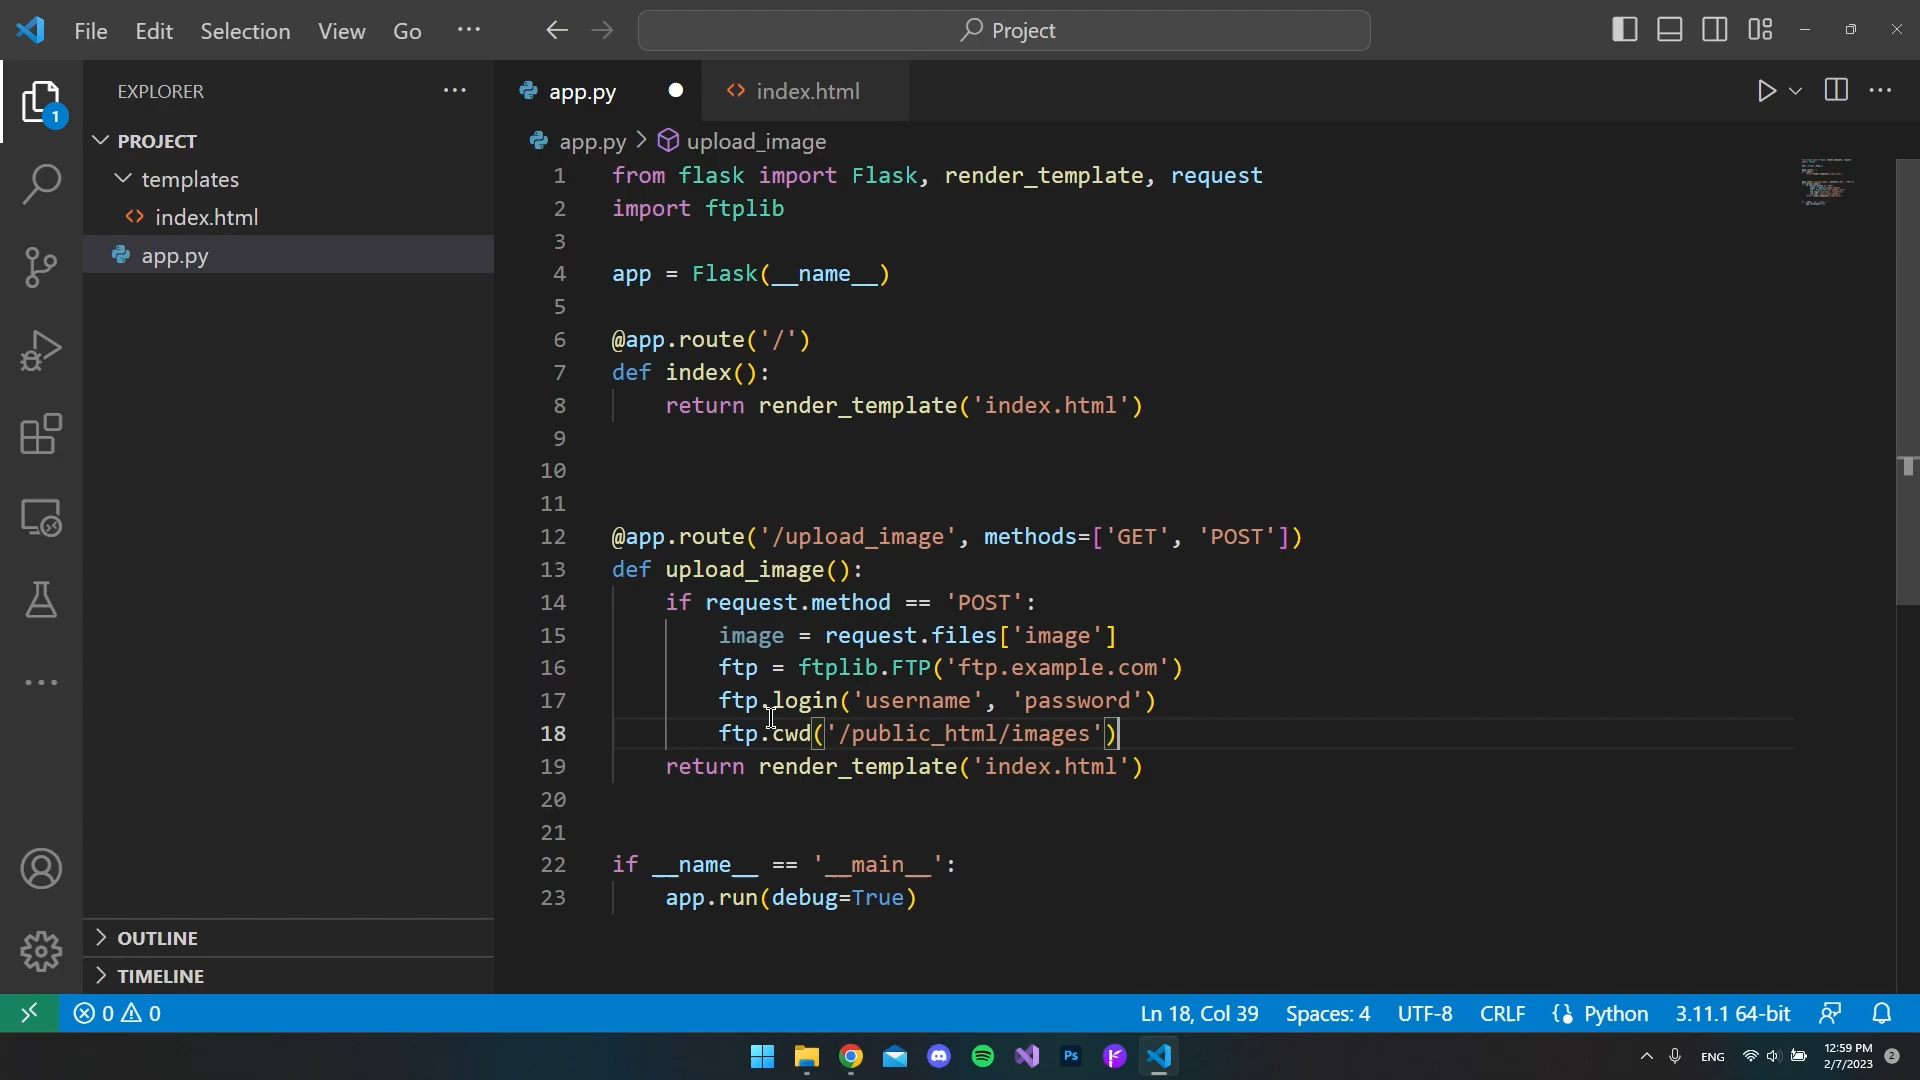 File Edit Selection View Go
Project
EXPLORER
1
PROJECT
templates
index.html
app.py
OUTLINE
TIMELINE
app.py
index.html
app.py > upload_image
1 from flask import Flask, render_template, request
2 import ftplib
3
4 app = Flask(__name__)
5
6 @app.route('/')
7 def index():
8 return render_template('index.html')
9
10
11
12 @app.route('/upload_image', methods=['GET', 'POST'])
13 def upload_image():
14 if request.method == 'POST':
15 image = request.files['image']
16 ftp = ftplib.FTP('ftp.example.com')
17 ftp.login('username', 'password')
18 ftp.cwd('/public_html/images')
19 return render_template('index.html')
20
21
22 if __name__ == '__main__':
23 app.run(debug=True)
0 0
Ln 18, Col 39 Spaces: 4 UTF-8 CRLF Python 3.11.1 64-bit
Ps
ENG
12:59 PM
2/7/2023
2